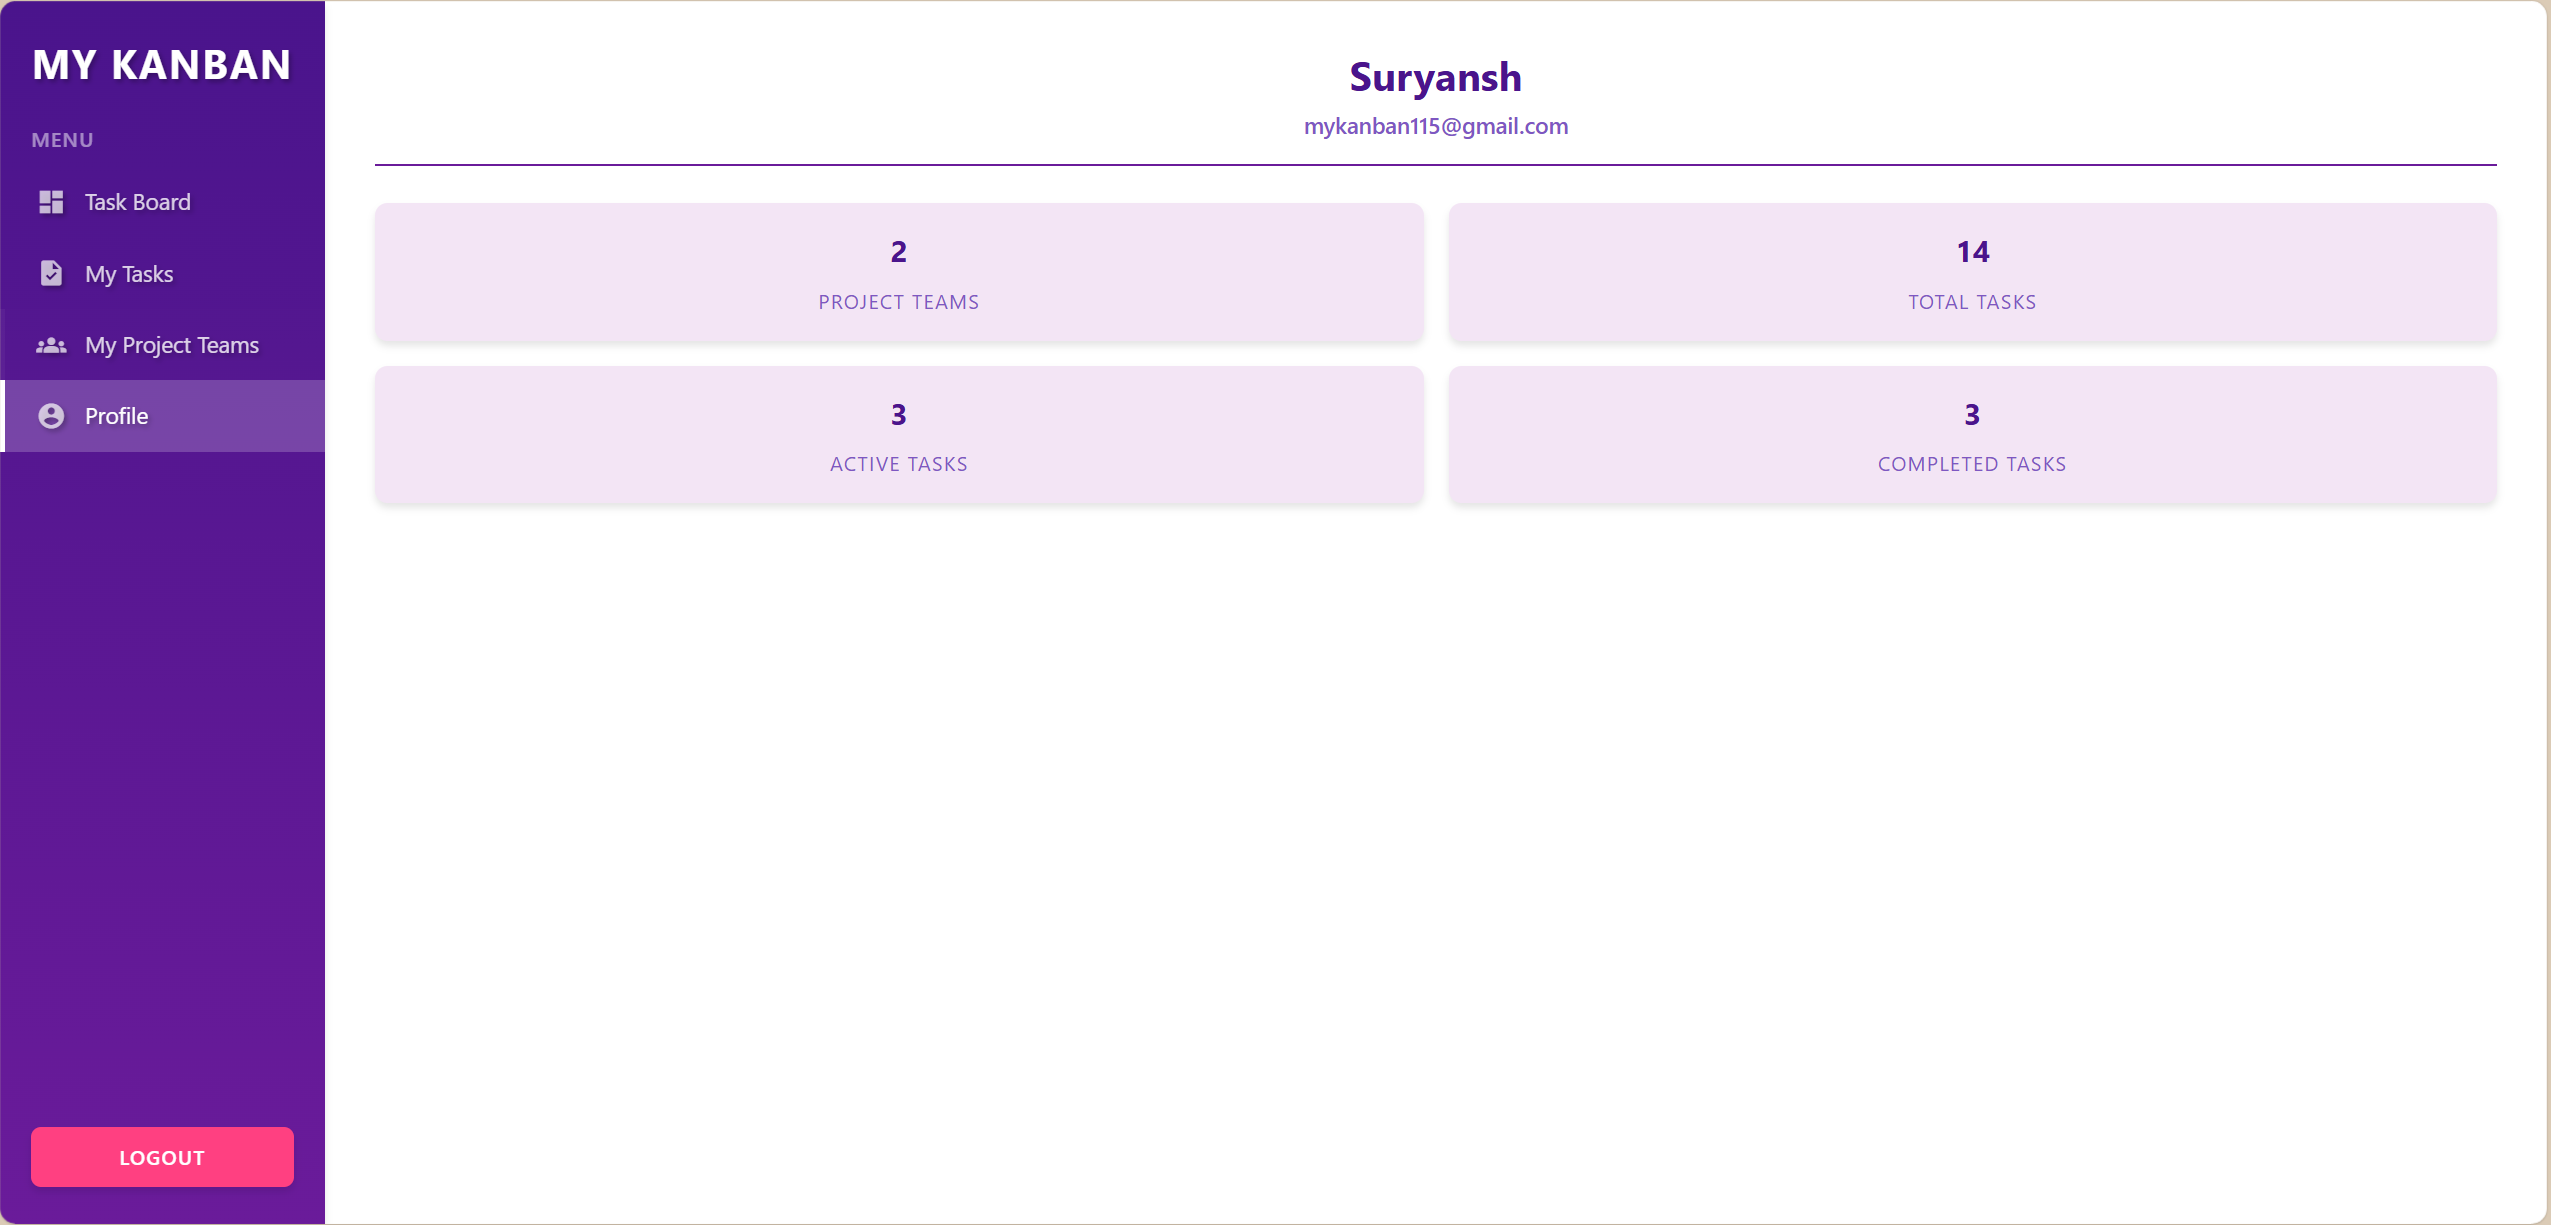 MY KANBAN
MENU
Task Board
My Tasks
My Project Teams
Profile
LOGOUT
Suryansh
mykanban115@gmail.com
2
PROJECT TEAMS
14
TOTAL TASKS
3
ACTIVE TASKS
3
COMPLETED TASKS